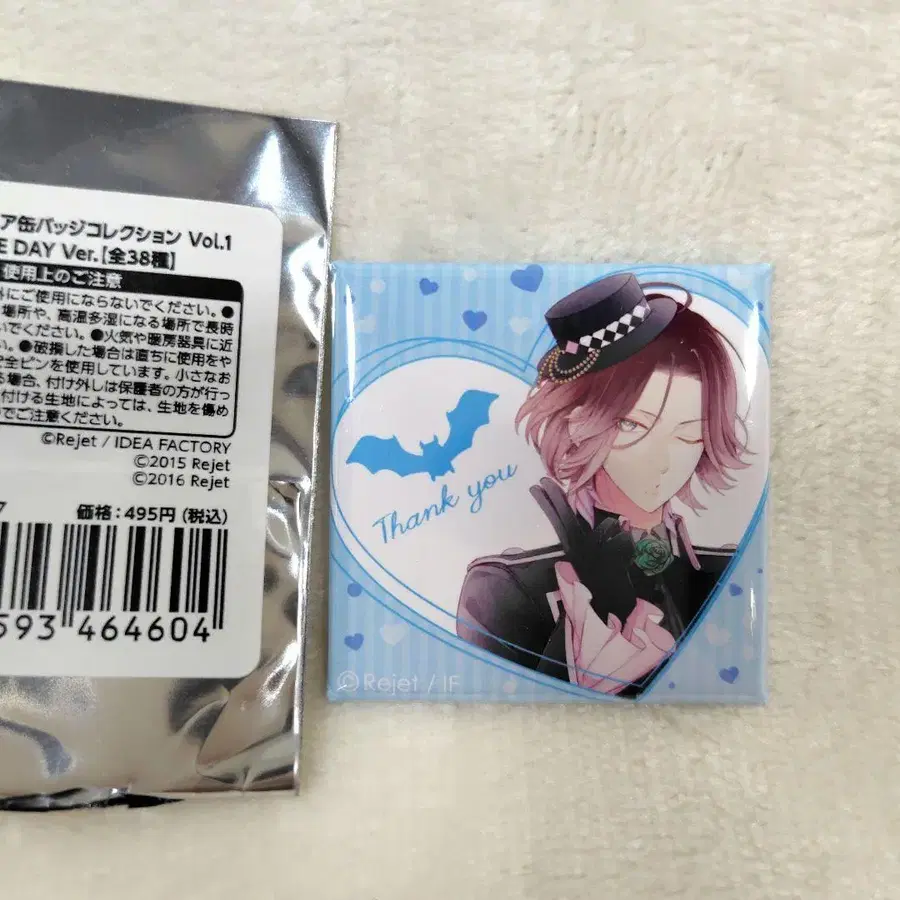 ア缶バッジコレクション Vol.1
E DAY Ver.【全38種】
使用上のご注意
外にご使用にならないでください。●
場所や、高温多湿になる場所で長時
いでください。●火気や暖房器具に近
●破損した場合は直ちに使用をや
安全ピンを使用しています。小さなお
る場合、付け外しは保護者の方が行っ
付ける生地によっては、生地を傷め
でご注意ください。
©Rejet / IDEA FACTORY
©2015 Rejet
©2016 Rejet
7 価格：495円（税込）
593 464604
Thank you
©Rejet / IF